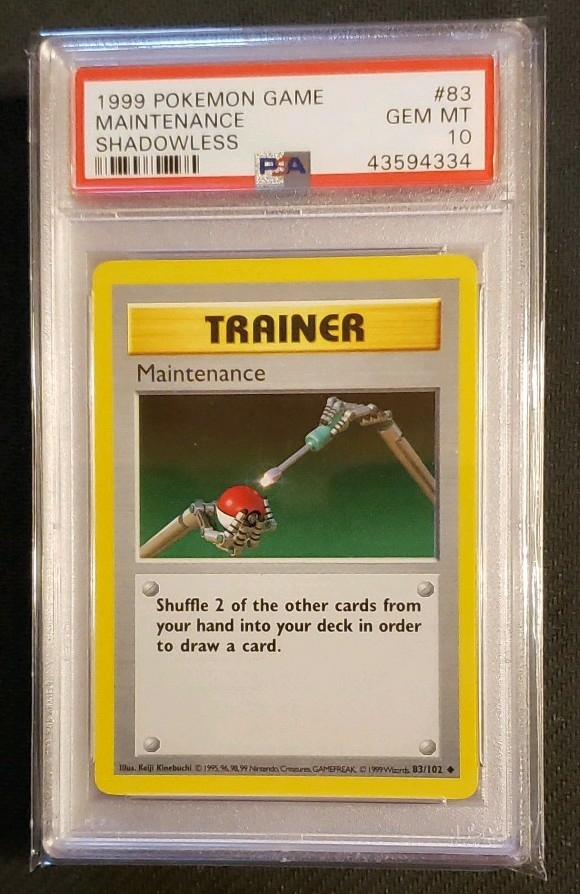 1999 POKEMON GAME #83
MAINTENANCE GEM MT
SHADOWLESS 10
PSA 43594334
TRAINER
Maintenance
Shuffle 2 of the other cards from
your hand into your deck in order
to draw a card.
Illus. Keiji Kinebuchi © 1995, 96, 98, 99 Nintendo, Creatures, GAMEFREAK. © 1999 Wizards. 83/102 ◆